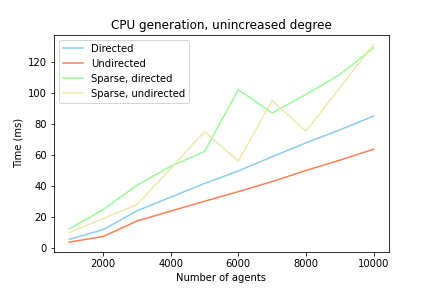 CPU generation, unincreased degree
Directed
Undirected
Sparse, directed
Sparse, undirected
Time (ms)
120
100
80
60
40
20
0
2000 4000 6000 8000 10000
Number of agents